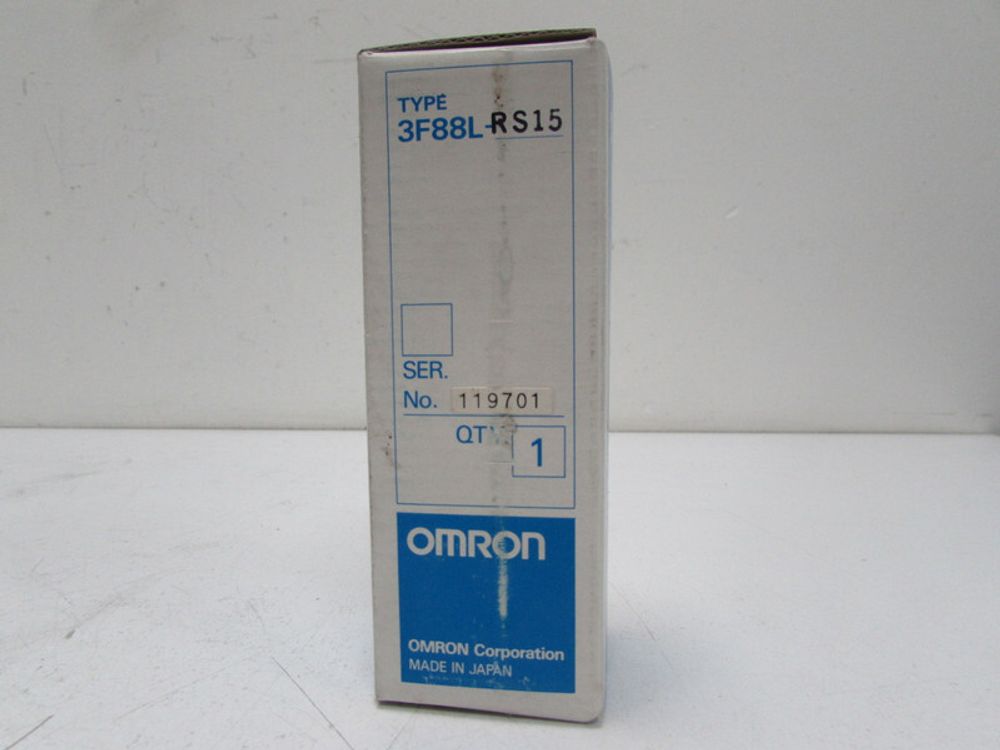 TYPE
3F88L-RS15
SER.
No. 119701
QTY
1
OMRON
OMRON Corporation
MADE IN JAPAN